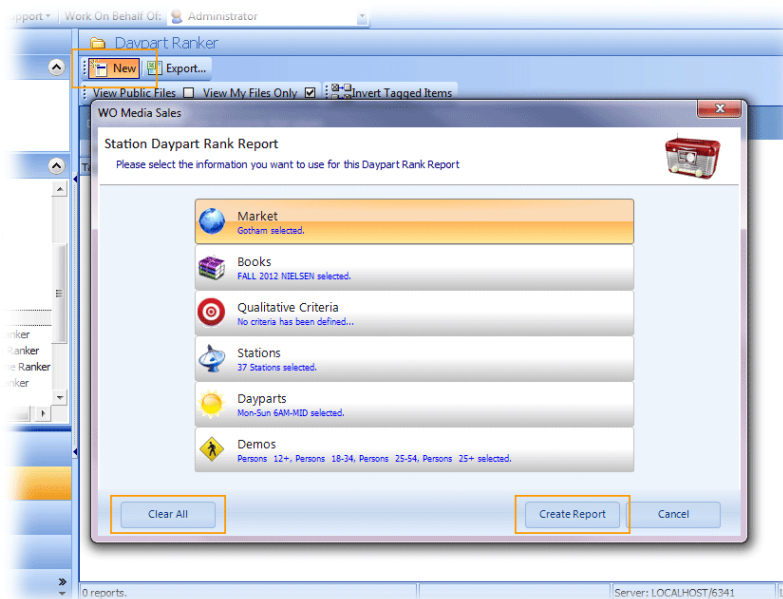 upport Work On Behalf Of: Administrator
Daypart Ranker
New Export...
View Public Files View My Files Only Invert Tagged Items
WO Media Sales
Station Daypart Rank Report
Please select the information you want to use for this Daypart Rank Report
Market
Gotham selected.
Books
FALL 2012 NIELSEN selected.
Qualitative Criteria
No criteria has been defined...
Stations
37 Stations selected.
Dayparts
Mon-Sun 6AM-MID selected.
Demos
Persons 12+, Persons 18-34, Persons 25-54, Persons 25+ selected.
nker
Ranker
e Ranker
nker
Clear All Create Report Cancel
0 reports. Server: LOCALHOST/6341